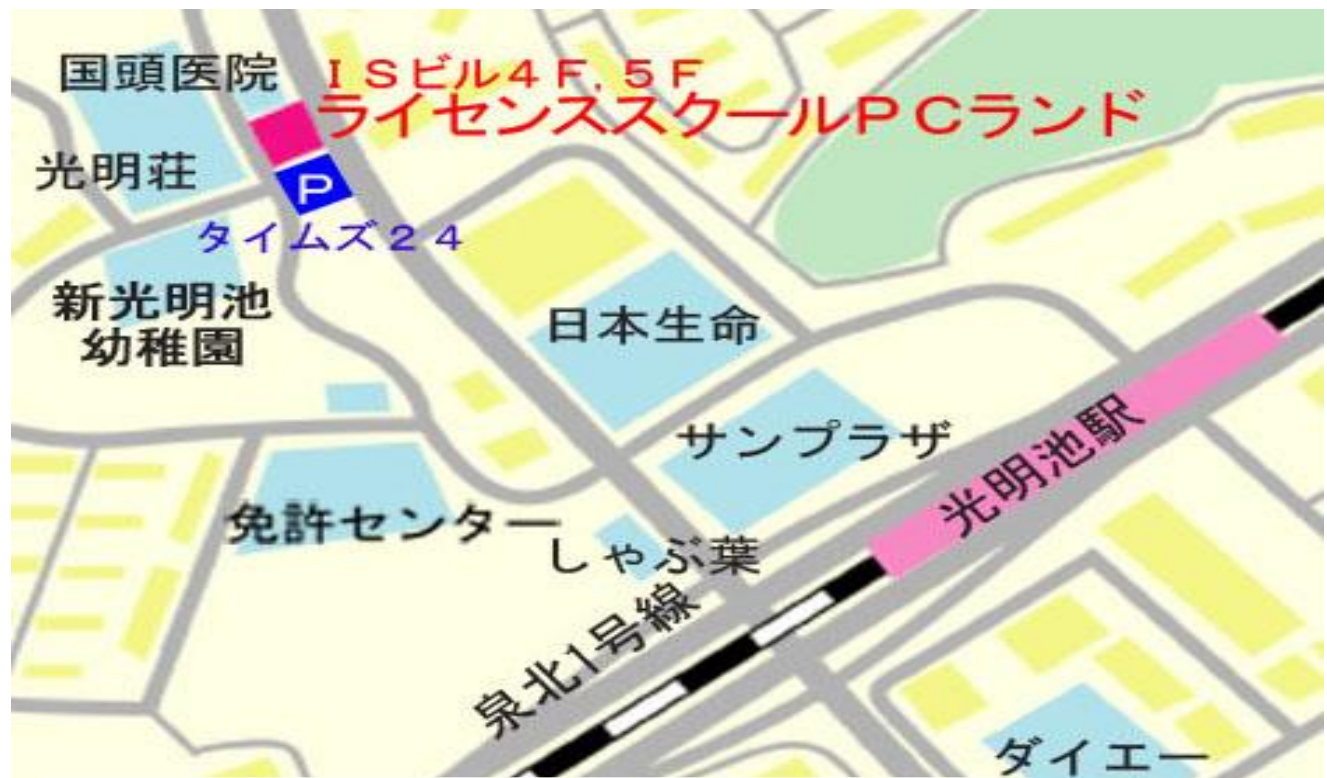 国頭医院
ＩＳビル４Ｆ．５Ｆ
ライセンススクールＰＣランド
光明荘
P
タイムズ２４
新光明池
幼稚園
日本生命
サンプラザ
光明池駅
免許センター
しゃぶ葉
泉北1号線
ダイエー